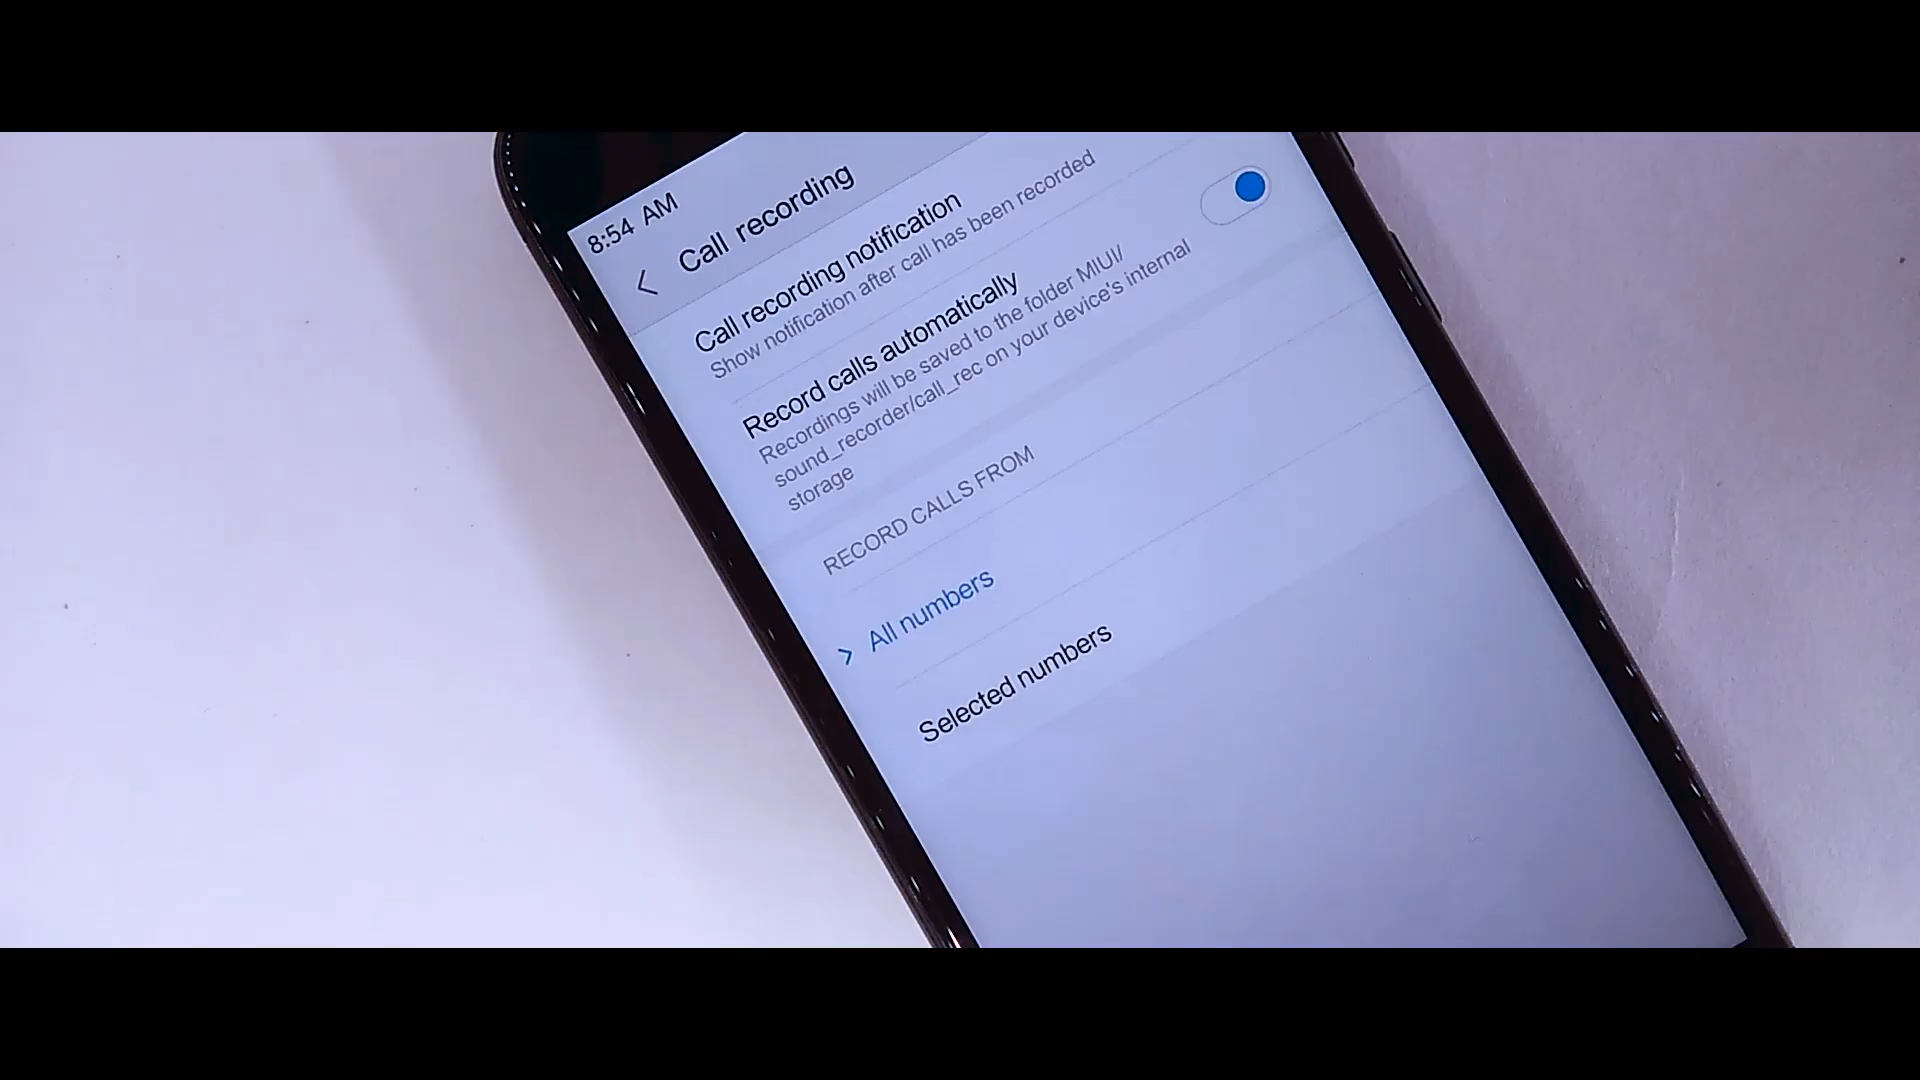 8:54 AM
Call recording
Call recording notification
Show notification after call has been recorded
Record calls automatically
Recordings will be saved to the folder MIUI/
sound_recorder/call_rec on your device's internal
storage
RECORD CALLS FROM
All numbers
Selected numbers